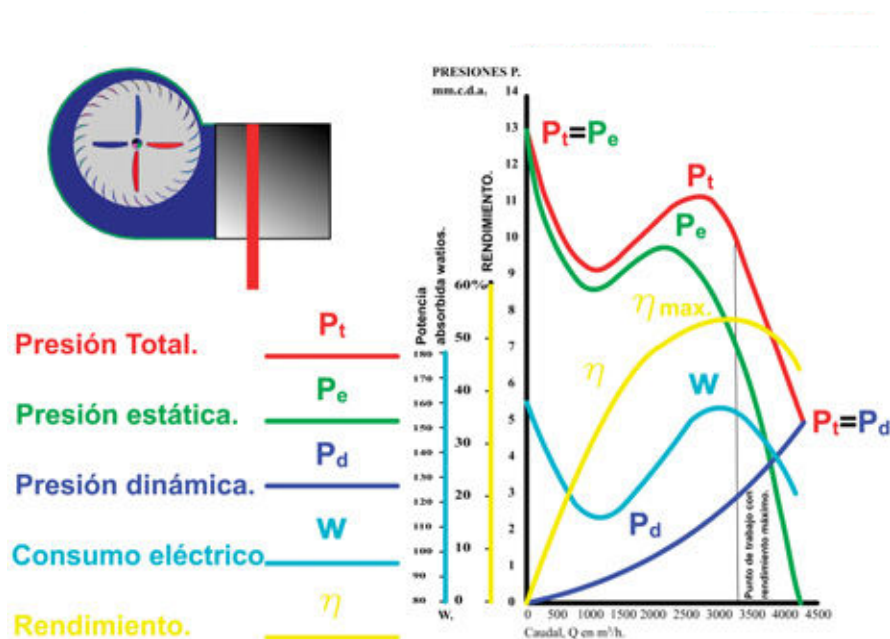 PRESIONES P.
mm.c.d.a.
14
13
12
11
10
9
8
7
6
5
4
3
2
1
0
Pt=Pe
Pt
Pe
η max.
η
W
Pd
Pt=Pd
RENDIMIENTO.
60%
50
40
30
20
10
0
Potencia
absorbida watios.
180
170
160
150
140
130
120
110
100
90
80
W.
Punto de trabajo con
rendimiento máximo.
0 500 1000 1500 2000 2500 3000 3500 4000 4500
Caudal, Q en m³/h.
Presión Total. Pt
Presión estática. Pe
Presión dinámica. Pd
Consumo eléctrico W
Rendimiento. η